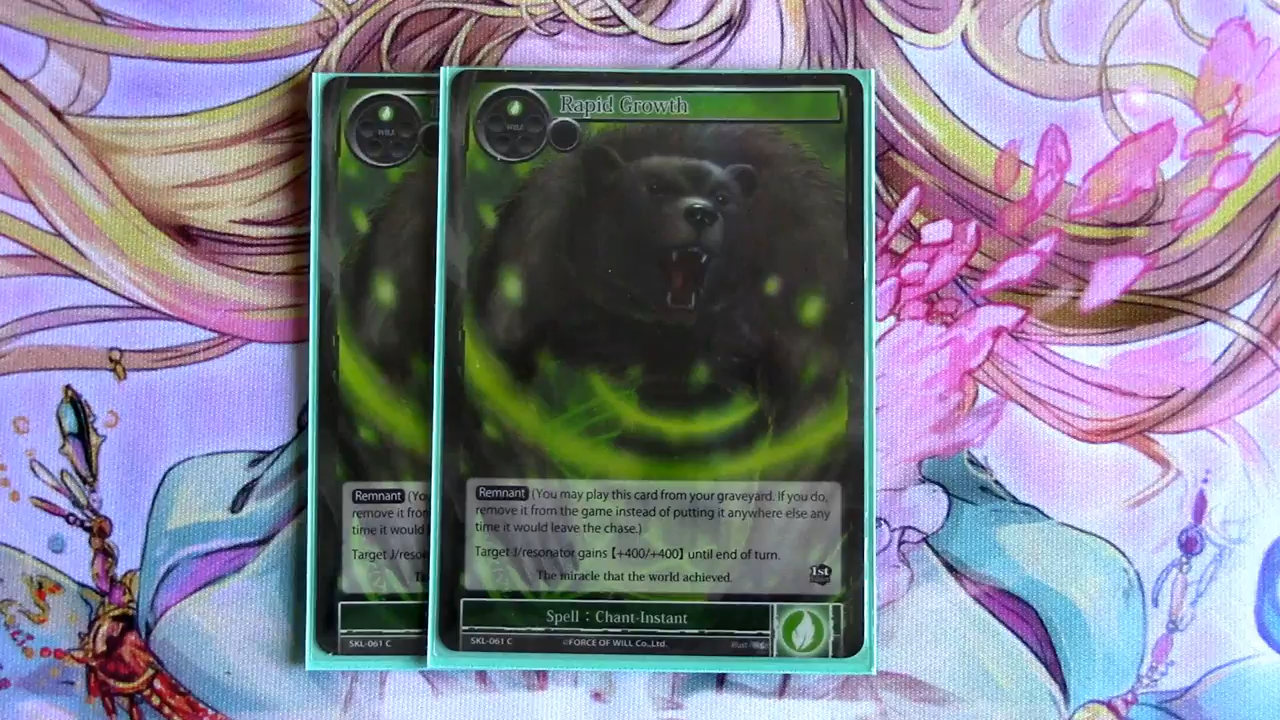 WILL
Remnant (Yo
remove it from
time it would
Target J/reso
SKL-061 C
WILL
Rapid Growth
Remnant (You may play this card from your graveyard. If you do,
remove it from the game instead of putting it anywhere else any
time it would leave the chase.)
Target J/resonator gains【+400/+400】until end of turn.
The miracle that the world achieved.
1st
Spell : Chant-Instant
SKL-061 C
©FORCE OF WILL Co.,Ltd.